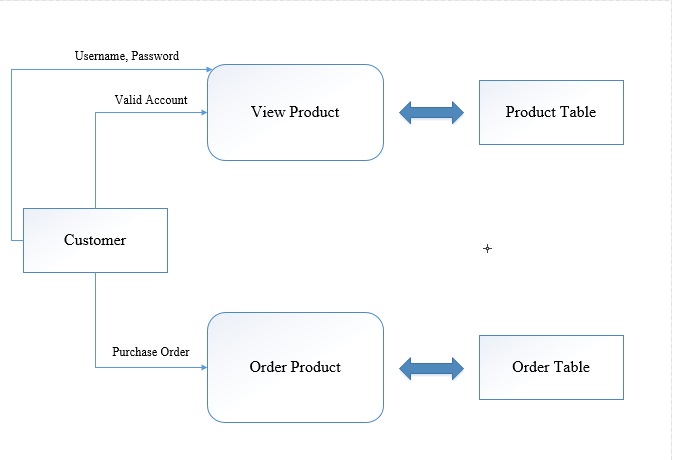 Username, Password
Valid Account
View Product
Product Table
Customer
Purchase Order
Order Product
Order Table